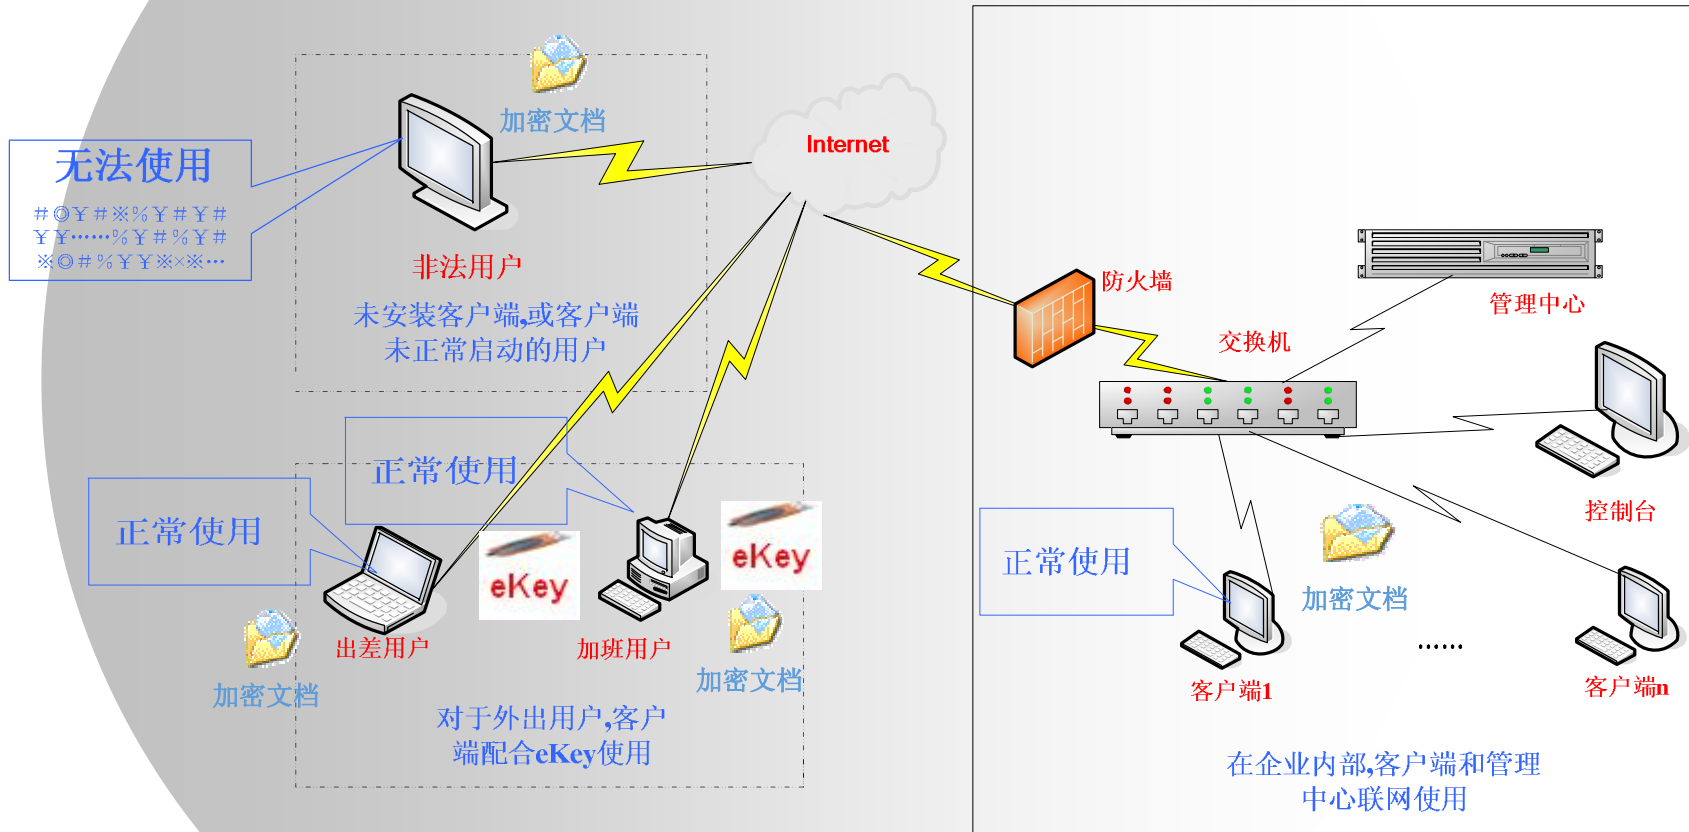 加密文档
无法使用
#◎￥#※%￥#￥#
￥￥……%￥#%￥#
※◎#%￥￥※×※…
非法用户
未安装客户端,或客户端
未正常启动的用户
Internet
防火墙
管理中心
交换机
控制台
正常使用
正常使用
eKey
eKey
出差用户
加班用户
加密文档
加密文档
对于外出用户,客户
端配合eKey使用
正常使用
加密文档
客户端1
……
客户端n
在企业内部,客户端和管理
中心联网使用